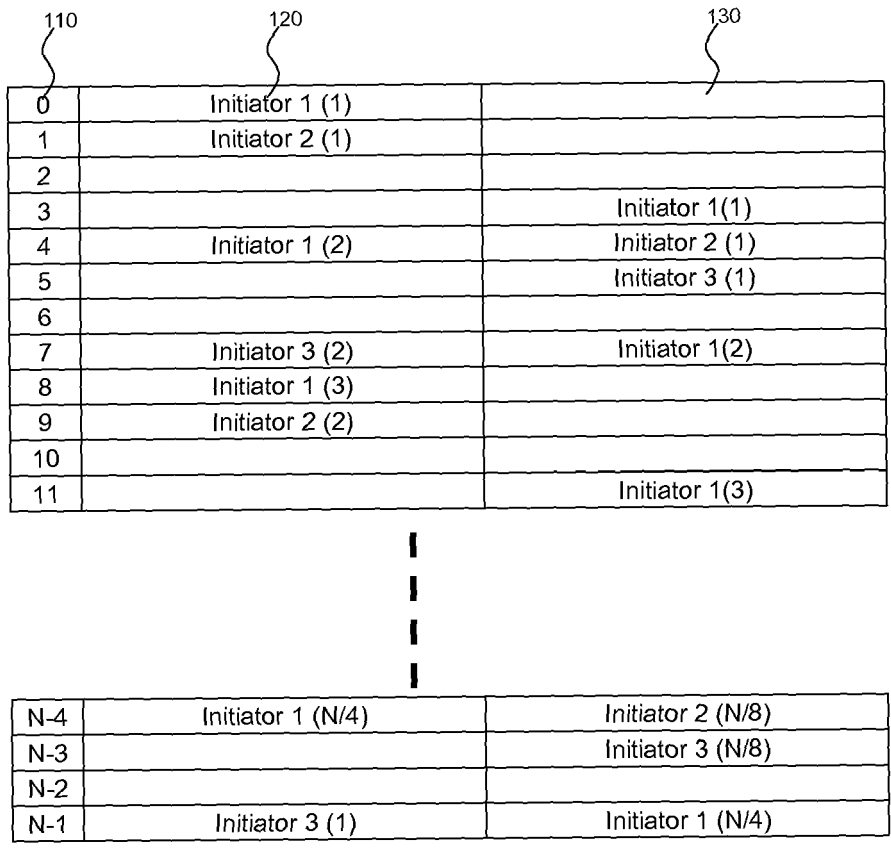 110 120 130
0 Initiator 1 (1)
1 Initiator 2 (1)
2
3 Initiator 1(1)
4 Initiator 1 (2) Initiator 2 (1)
5 Initiator 3 (1)
6
7 Initiator 3 (2) Initiator 1(2)
8 Initiator 1 (3)
9 Initiator 2 (2)
10
11 Initiator 1(3)
N-4 Initiator 1 (N/4) Initiator 2 (N/8)
N-3 Initiator 3 (N/8)
N-2
N-1 Initiator 3 (1) Initiator 1 (N/4)